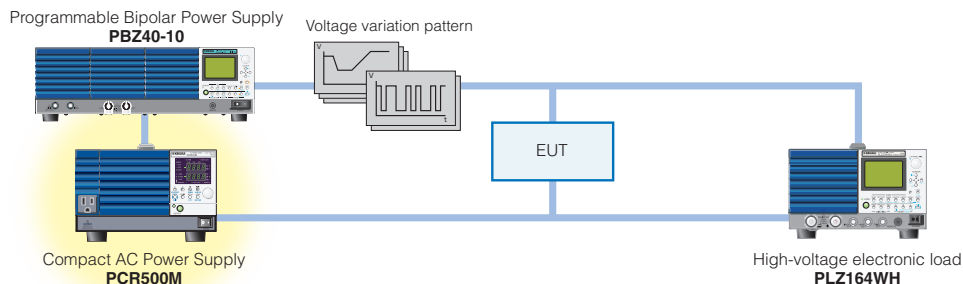 Programmable Bipolar Power Supply
PBZ40-10
Voltage variation pattern
V
V
t
EUT
Compact AC Power Supply
PCR500M
High-voltage electronic load
PLZ164WH